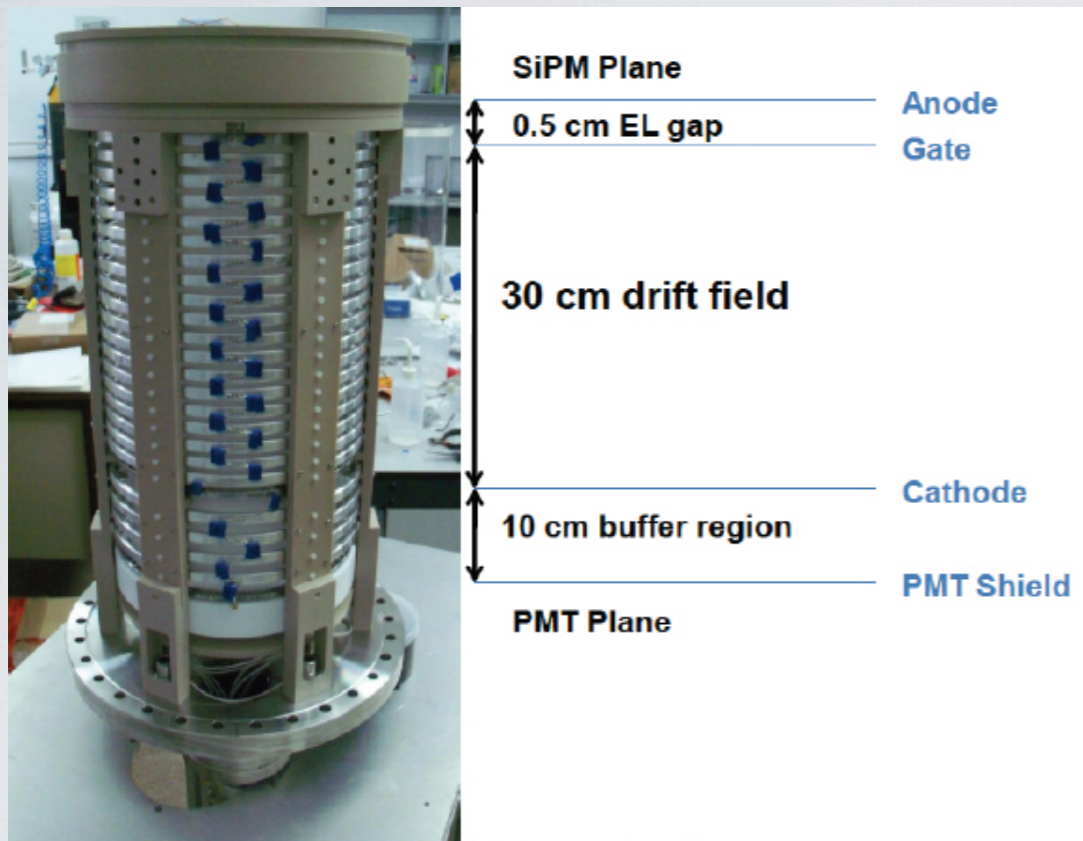 SiPM Plane
Anode
0.5 cm EL gap
Gate
30 cm drift field
Cathode
10 cm buffer region
PMT Shield
PMT Plane